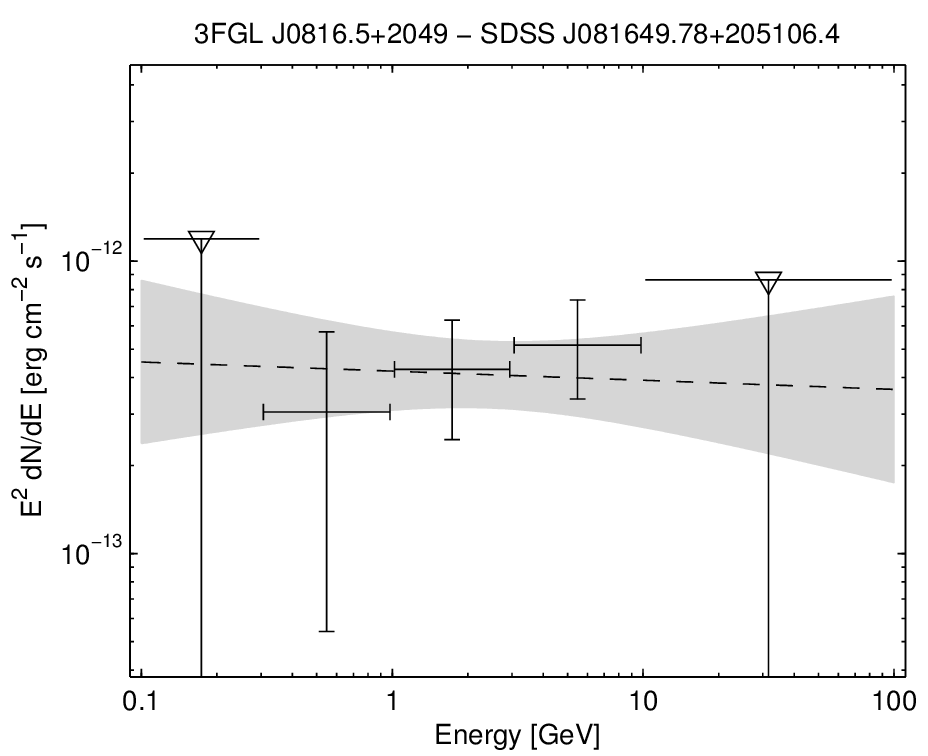 3FGL J0816.5+2049 − SDSS J081649.78+205106.4
E² dN/dE [erg cm⁻² s⁻¹]
10⁻¹²
10⁻¹³
0.1 1 10 100
Energy [GeV]